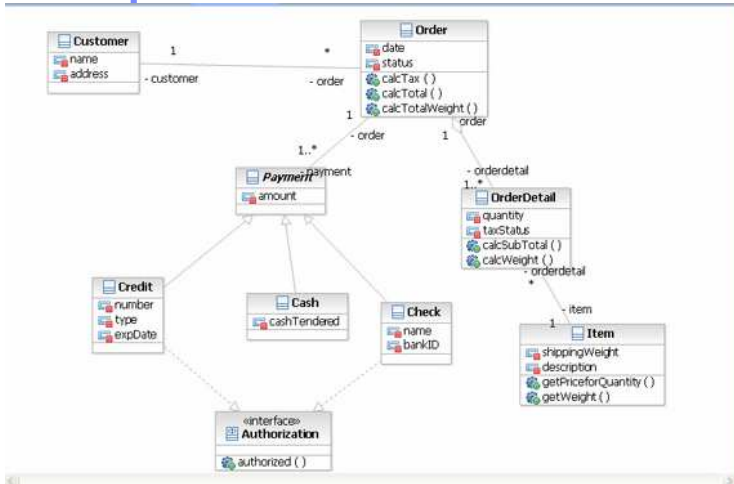 Customer
name
address
1
*
- customer
- order
Order
date
status
calcTax ( )
calcTotal ( )
calcTotalWeight ( )
1
- order
1..*
- payment
order
1
- orderdetail
1..*
Payment
amount
OrderDetail
quantity
taxStatus
calcSubTotal ( )
calcWeight ( )
- orderdetail
*
- item
1
Credit
number
type
expDate
Cash
cashTendered
Check
name
bankID
Item
shippingWeight
description
getPriceforQuantity ( )
getWeight ( )
«interface»
Authorization
authorized ( )